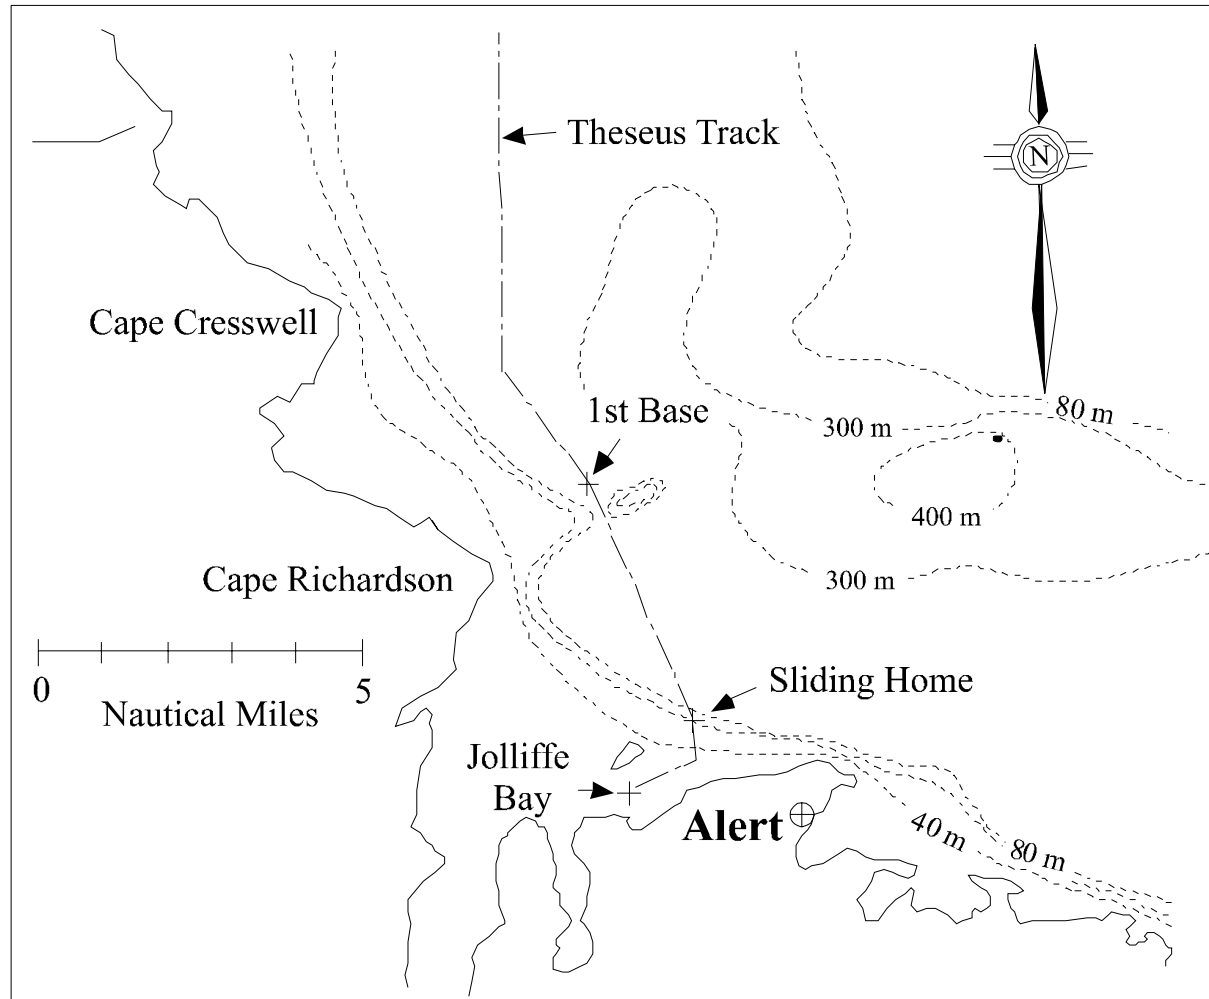 Theseus Track
N
Cape Cresswell
1st Base
80 m
300 m
400 m
Cape Richardson
300 m
0
5
Nautical Miles
Sliding Home
Jolliffe
Bay
Alert
40 m
80 m